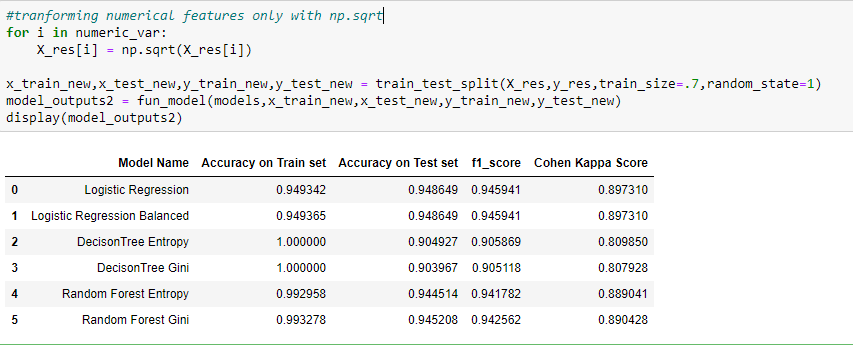 #tranforming numerical features only with np.sqrt
for i in numeric_var:
    X_res[i] = np.sqrt(X_res[i])
x_train_new,x_test_new,y_train_new,y_test_new = train_test_split(X_res,y_res,train_size=.7,random_state=1)
model_outputs2 = fun_model(models,x_train_new,x_test_new,y_train_new,y_test_new)
display(model_outputs2)
Model Name Accuracy on Train set Accuracy on Test set f1_score Cohen Kappa Score
0 Logistic Regression 0.949342 0.948649 0.945941 0.897310
1 Logistic Regression Balanced 0.949365 0.948649 0.945941 0.897310
2 DecisonTree Entropy 1.000000 0.904927 0.905869 0.809850
3 DecisonTree Gini 1.000000 0.903967 0.905118 0.807928
4 Random Forest Entropy 0.992958 0.944514 0.941782 0.889041
5 Random Forest Gini 0.993278 0.945208 0.942562 0.890428